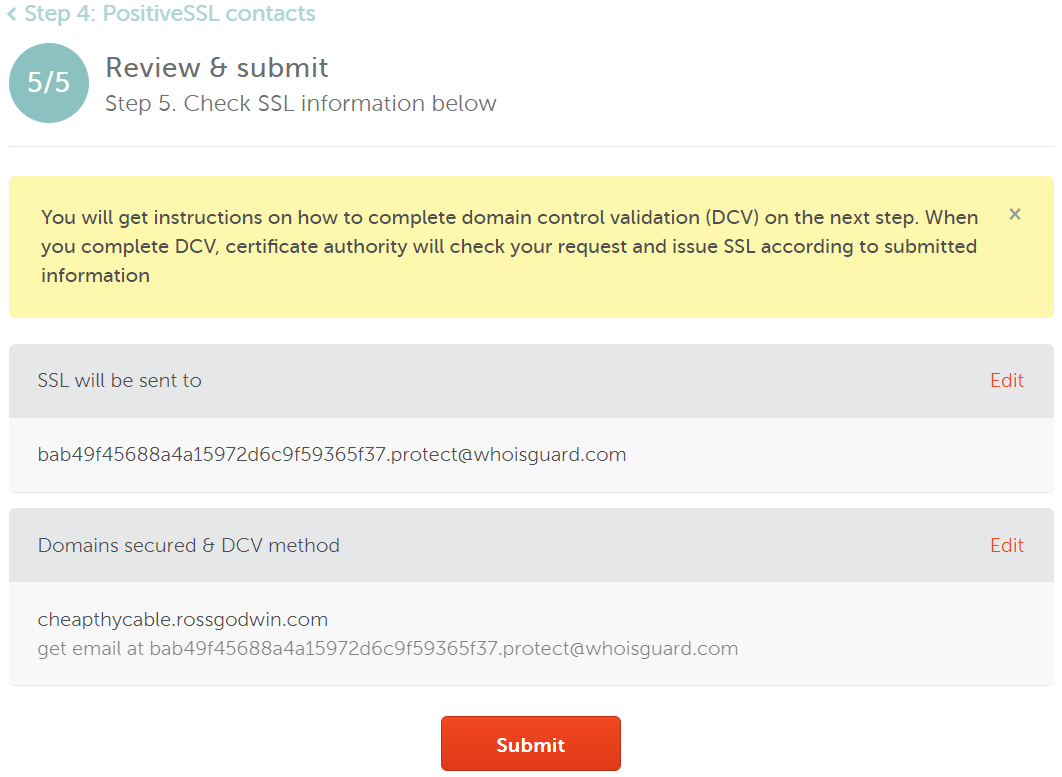 ‹ Step 4: PositiveSSL contacts
5/5
Review & submit
Step 5. Check SSL information below
You will get instructions on how to complete domain control validation (DCV) on the next step. When
you complete DCV, certificate authority will check your request and issue SSL according to submitted
information
×
SSL will be sent to
Edit
bab49f45688a4a15972d6c9f59365f37.protect@whoisguard.com
Domains secured & DCV method
Edit
cheapthycable.rossgodwin.com
get email at bab49f45688a4a15972d6c9f59365f37.protect@whoisguard.com
Submit